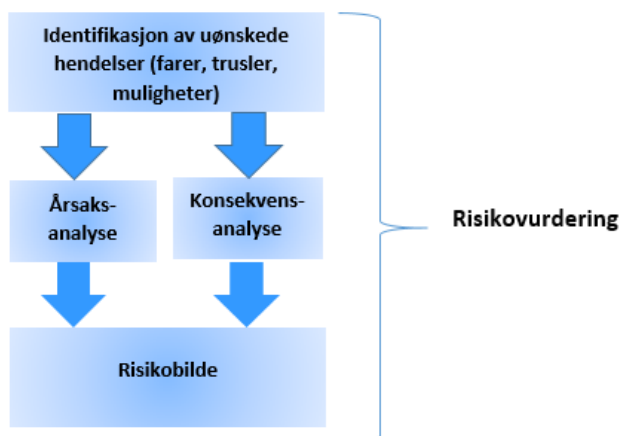 Identifikasjon av uønskede
hendelser (farer, trusler,
muligheter)
Årsaks-
analyse
Konsekvens-
analyse
Risikobilde
Risikovurdering